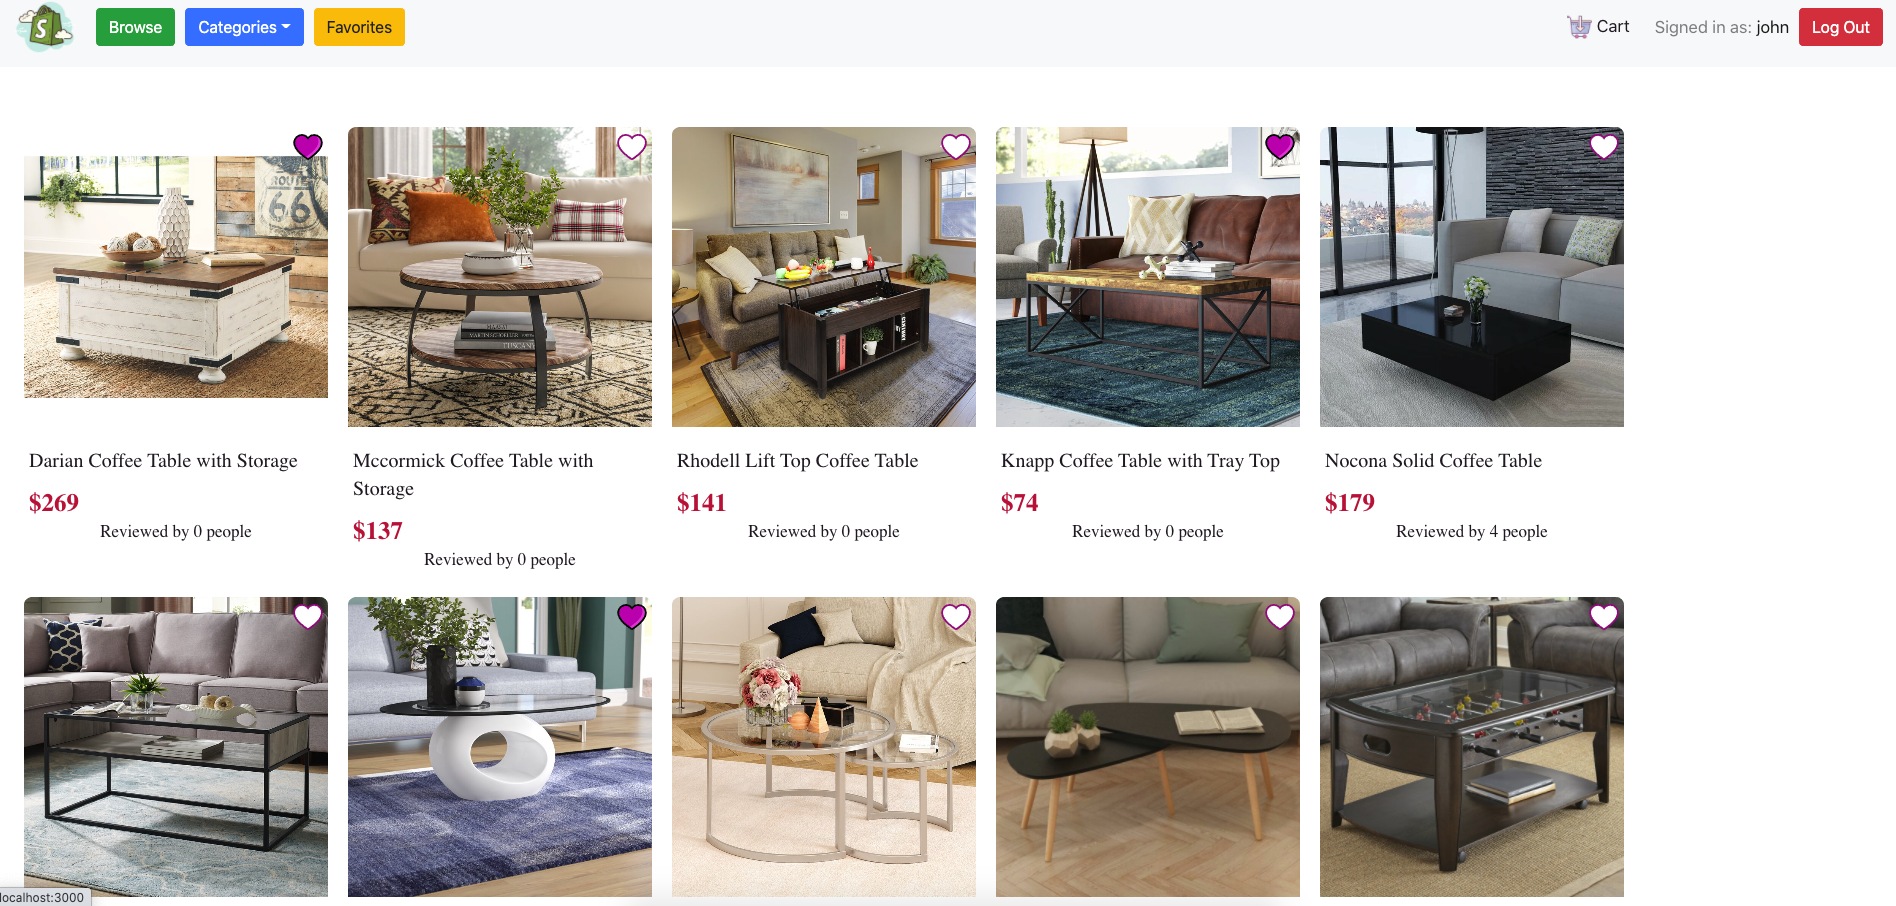 S
Browse
Categories
Favorites
Cart
Signed in as: john
Log Out
ROUTE
66
TUSCANY
Darian Coffee Table with Storage
$269
Reviewed by 0 people
Mccormick Coffee Table with
Storage
$137
Reviewed by 0 people
Rhodell Lift Top Coffee Table
$141
Reviewed by 0 people
Knapp Coffee Table with Tray Top
$74
Reviewed by 0 people
Nocona Solid Coffee Table
$179
Reviewed by 4 people
localhost:3000